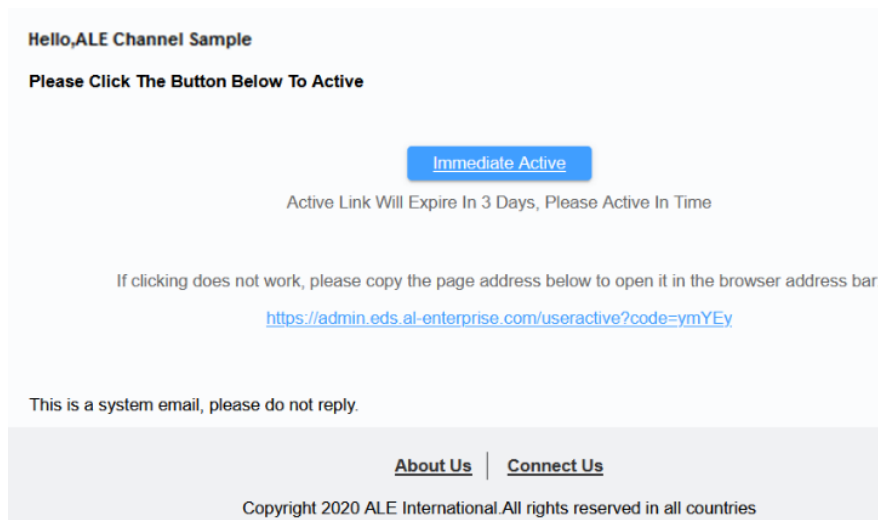 Hello,ALE Channel Sample
Please Click The Button Below To Active
Immediate Active
Active Link Will Expire In 3 Days, Please Active In Time
If clicking does not work, please copy the page address below to open it in the browser address bar
https://admin.eds.al-enterprise.com/useractive?code=ymYEy
This is a system email, please do not reply.
About Us | Connect Us
Copyright 2020 ALE International.All rights reserved in all countries